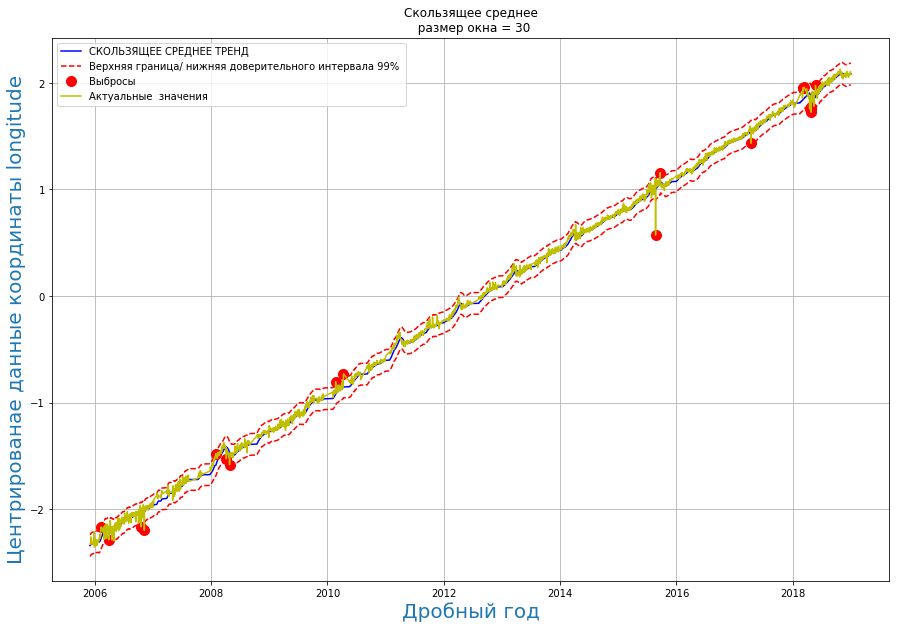 Скользящее среднее
размер окна = 30
СКОЛЬЗЯЩЕЕ СРЕДНЕЕ ТРЕНД
Верхняя граница/ нижняя доверительного интервала 99%
Выбросы
Актуальные значения
Центрированае данные координаты longitude
2
1
0
−1
−2
2006 2008 2010 2012 2014 2016 2018
Дробный год